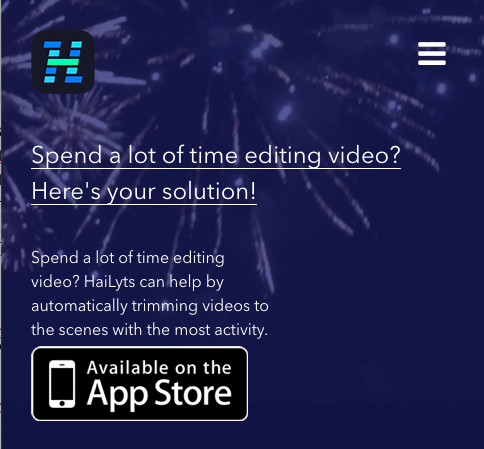 H
Spend a lot of time editing video?
Here's your solution!
Spend a lot of time editing
video? HaiLyts can help by
automatically trimming videos to
the scenes with the most activity.
Available on the
App Store